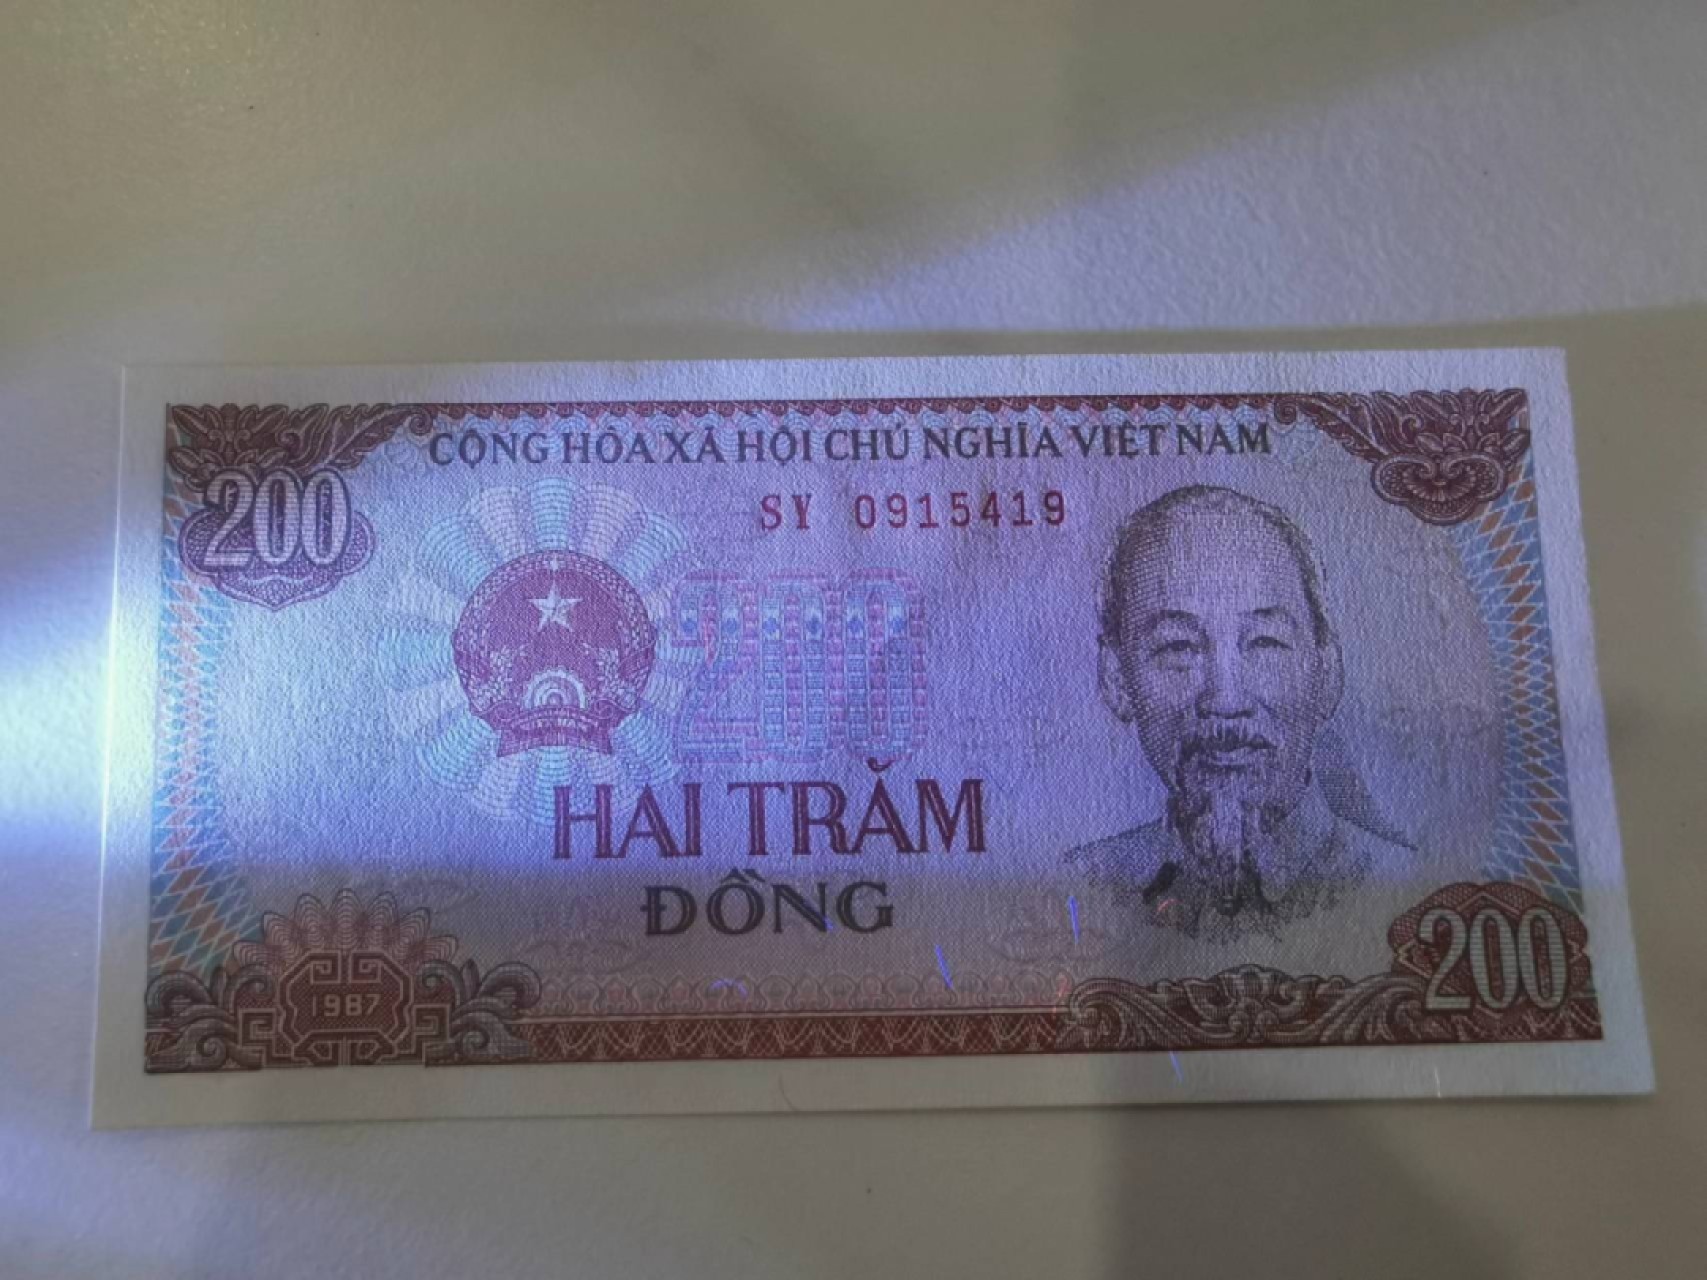 CỘNG HÒA XÃ HỘI CHỦ NGHĨA VIỆT NAM
200
SY 0915419
200
HAI TRĂM
ĐỒNG
200
1987